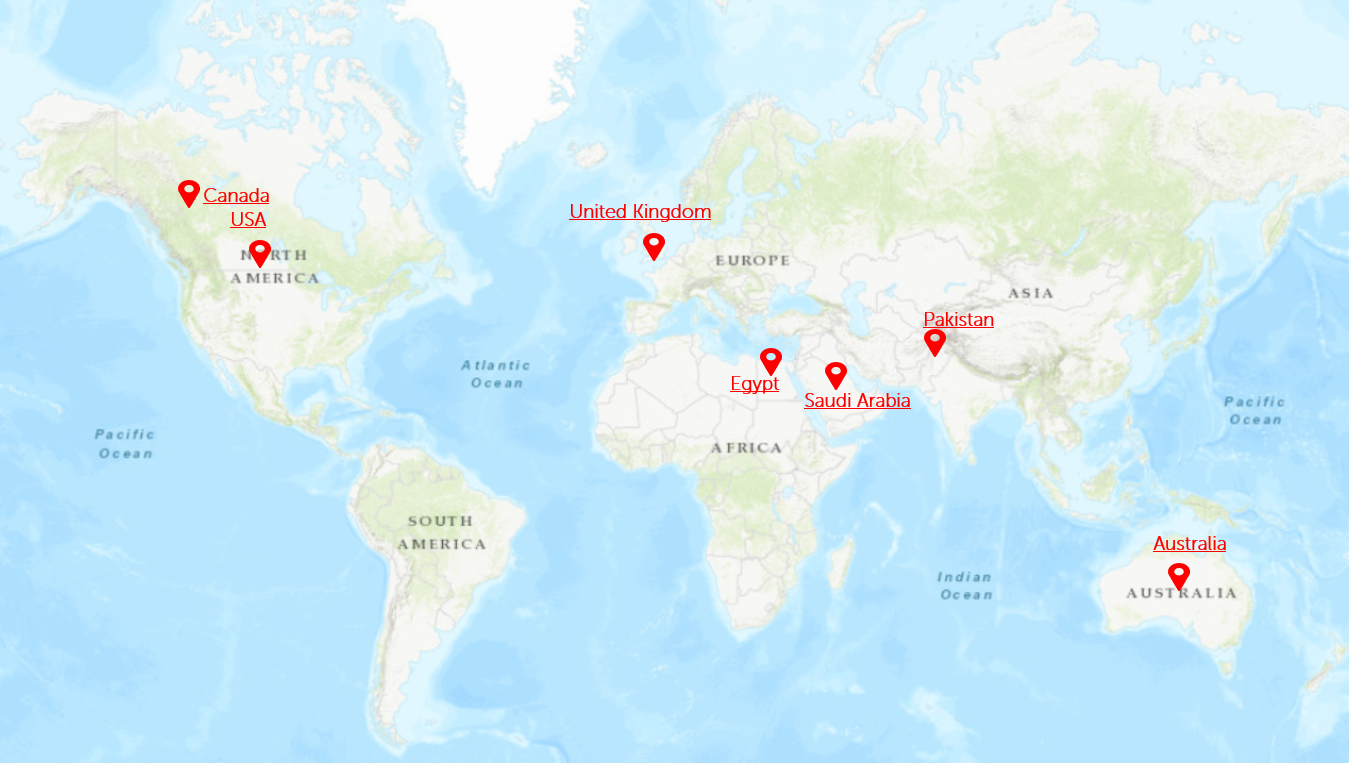 Canada
USA
United Kingdom
NORTH
AMERICA
EUROPE
ASIA
Pakistan
Atlantic
Ocean
Egypt
Saudi Arabia
Pacific
Ocean
Pacific
Ocean
AFRICA
SOUTH
AMERICA
Australia
Indian
Ocean
AUSTRALIA